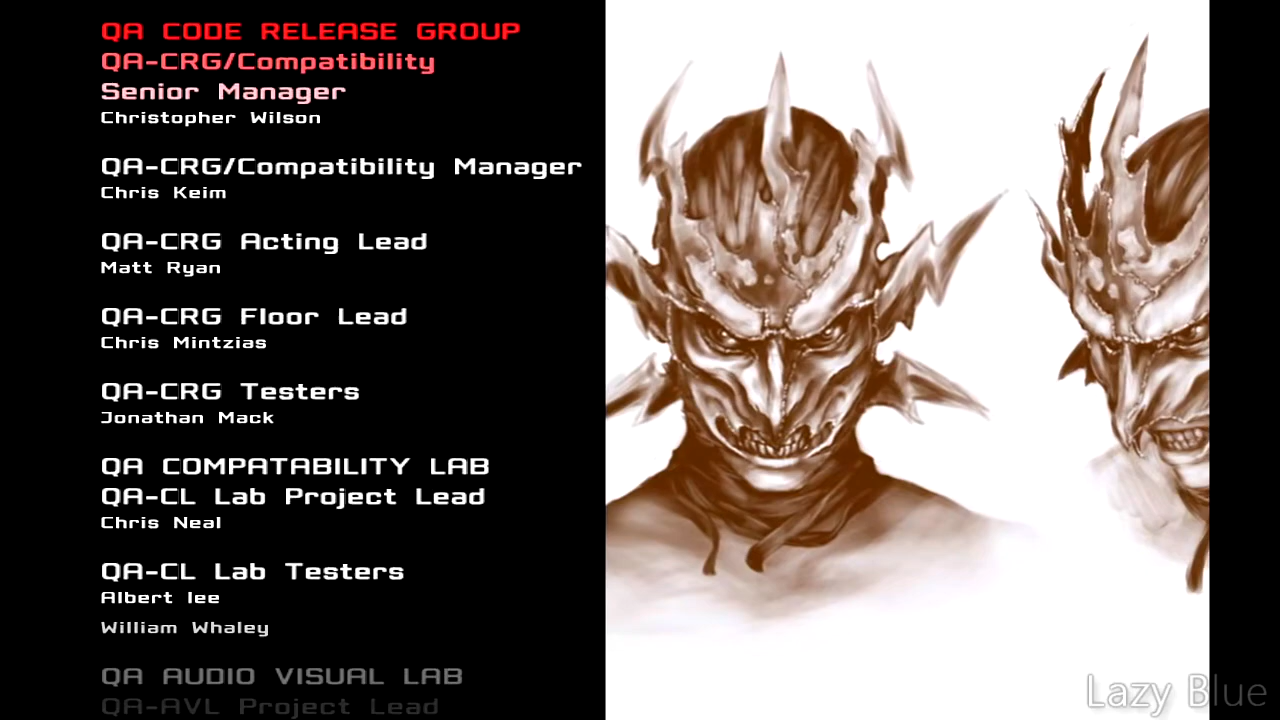 QA CODE RELEASE GROUP
QA-CRG/Compatibility
Senior Manager
Christopher Wilson
QA-CRG/Compatibility Manager
Chris Keim
QA-CRG Acting Lead
Matt Ryan
QA-CRG Floor Lead
Chris Mintzias
QA-CRG Testers
Jonathan Mack
QA COMPATABILITY LAB
QA-CL Lab Project Lead
Chris Neal
QA-CL Lab Testers
Albert lee
William Whaley
QA AUDIO VISUAL LAB
QA-AVL Project Lead
Lazy Blue